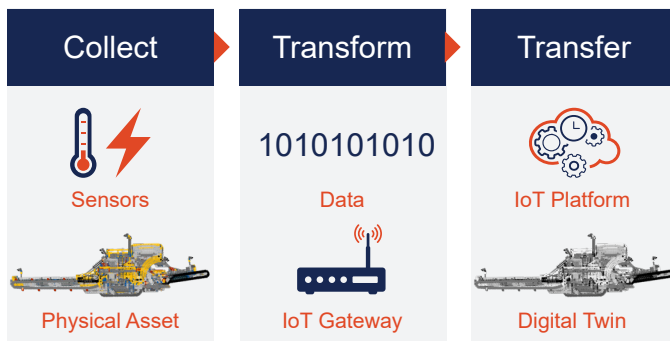 Collect
Transform
Transfer
1010101010
Sensors
Data
IoT Platform
Physical Asset
IoT Gateway
Digital Twin